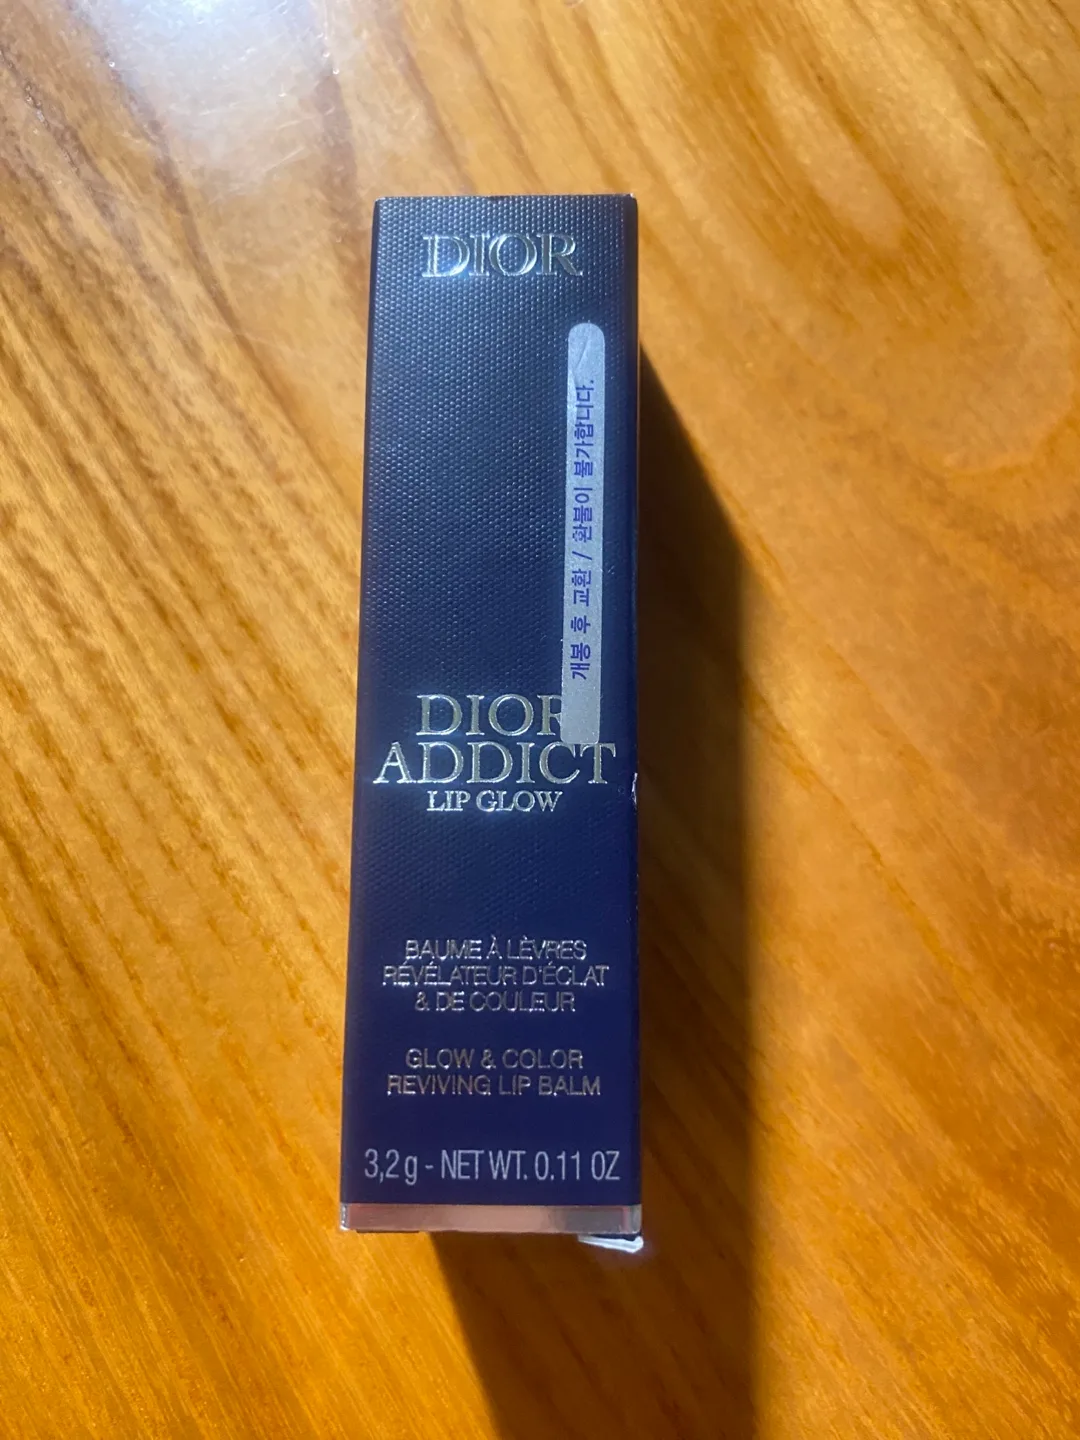 DIOR
개봉 후 교환 / 환불이 불가합니다.
DIOR
ADDICT
LIP GLOW
BAUME À LÈVRES
RÉVÉLATEUR D'ÉCLAT
& DE COULEUR
GLOW & COLOR
REVIVING LIP BALM
3,2 g - NET WT. 0.11 OZ